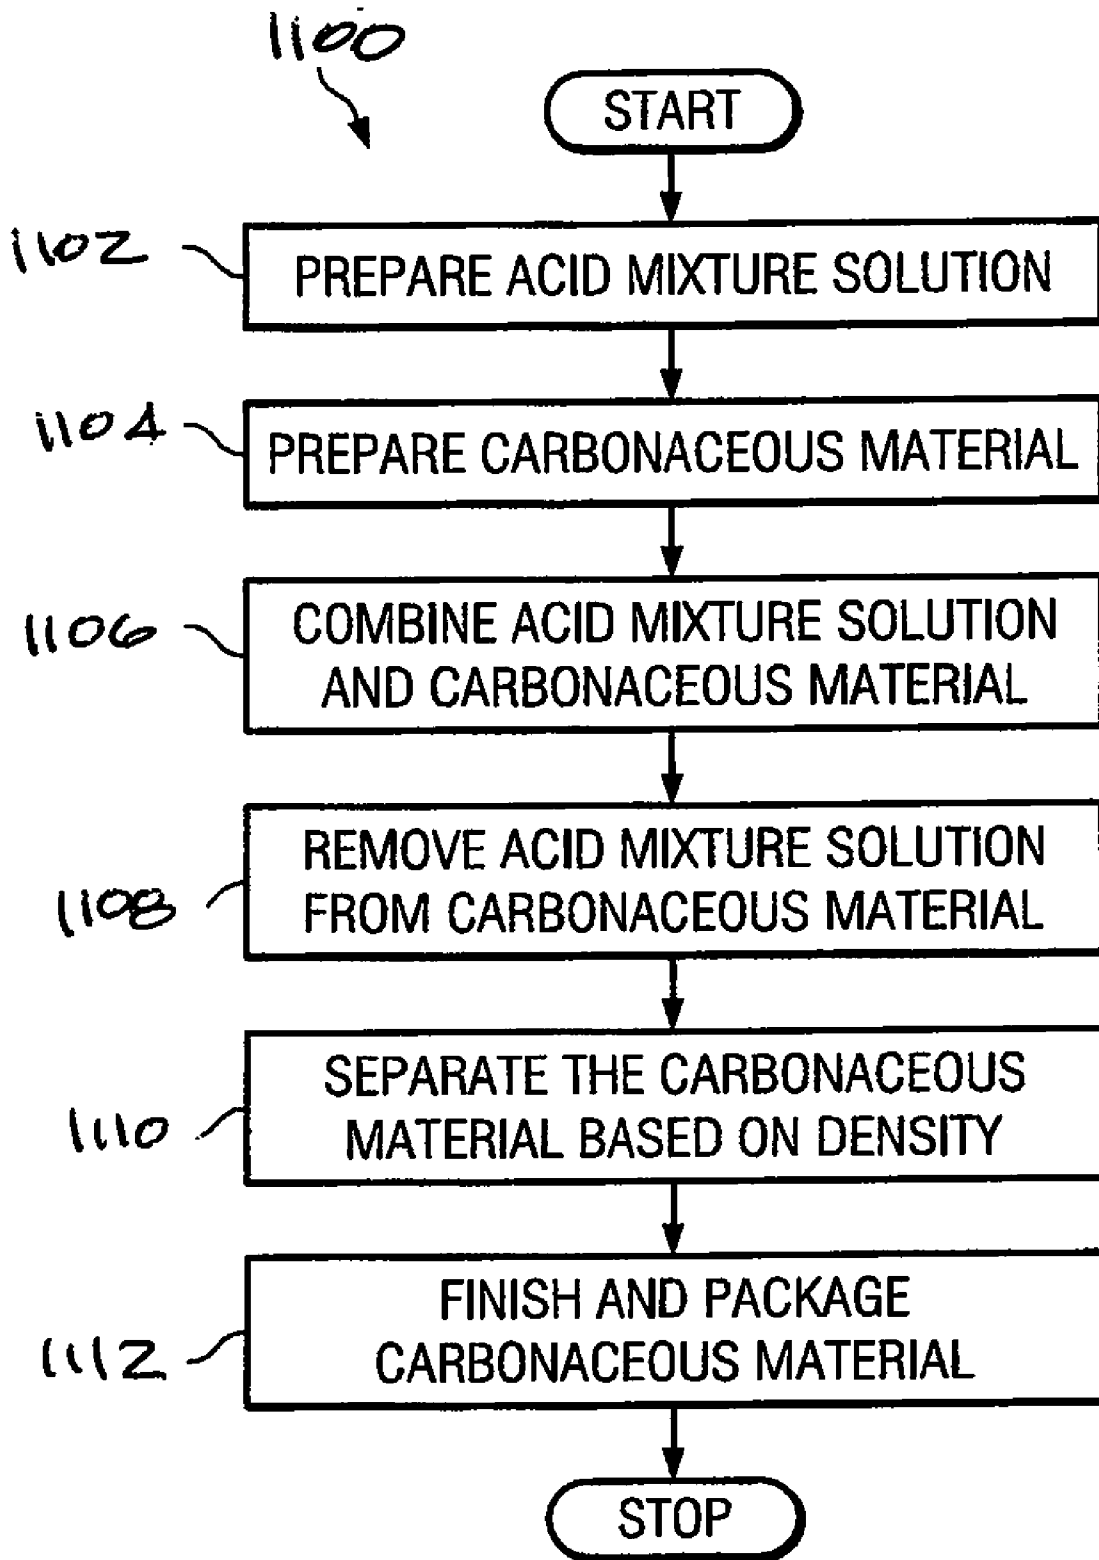 1100
START
1102
PREPARE ACID MIXTURE SOLUTION
1104
PREPARE CARBONACEOUS MATERIAL
1106
COMBINE ACID MIXTURE SOLUTION
AND CARBONACEOUS MATERIAL
1108
REMOVE ACID MIXTURE SOLUTION
FROM CARBONACEOUS MATERIAL
1110
SEPARATE THE CARBONACEOUS
MATERIAL BASED ON DENSITY
1112
FINISH AND PACKAGE
CARBONACEOUS MATERIAL
STOP